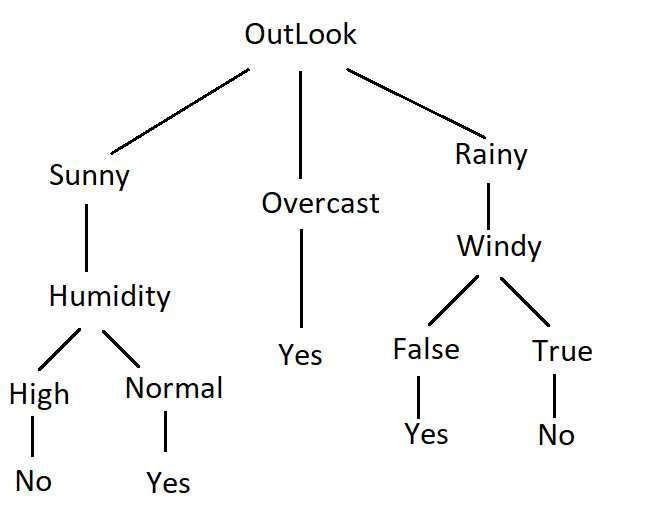 OutLook
Sunny
Overcast
Rainy
Humidity
Windy
High
Normal
Yes
False
True
No
Yes
Yes
No